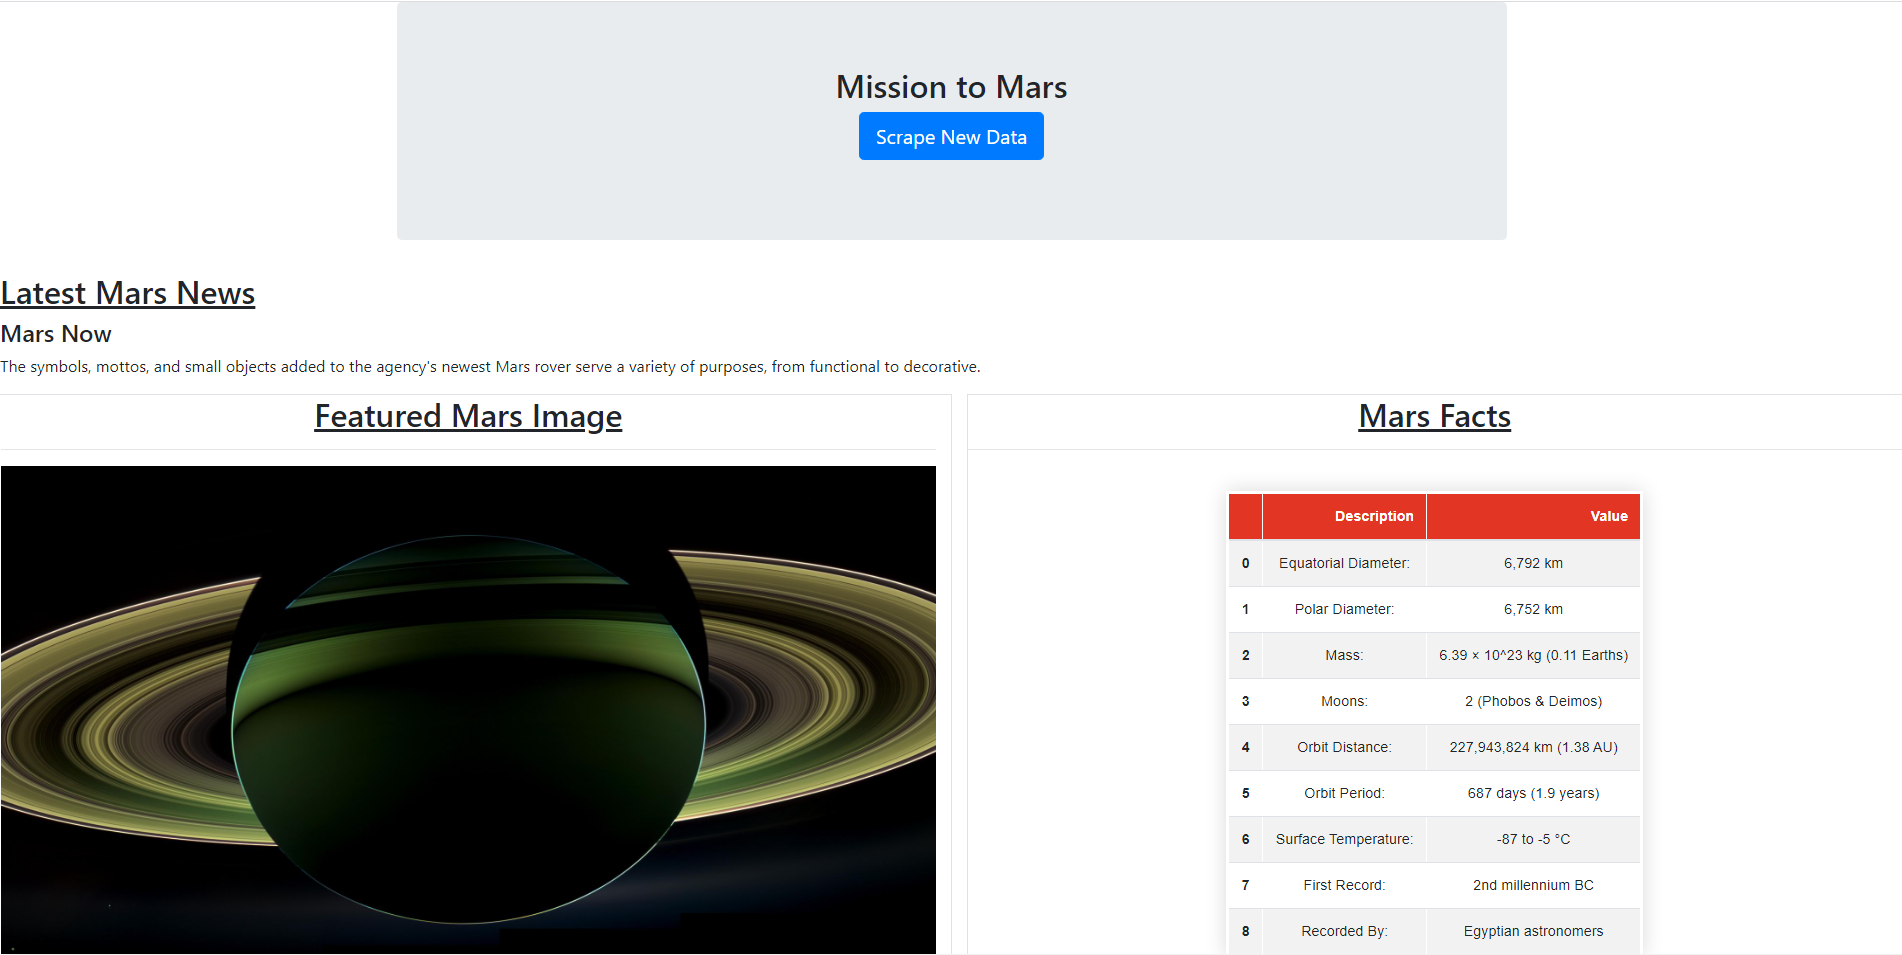 Mission to Mars
Scrape New Data
Latest Mars News
Mars Now
The symbols, mottos, and small objects added to the agency's newest Mars rover serve a variety of purposes, from functional to decorative.
Featured Mars Image
Mars Facts
Description Value
0 Equatorial Diameter: 6,792 km
1 Polar Diameter: 6,752 km
2 Mass: 6.39 × 10^23 kg (0.11 Earths)
3 Moons: 2 (Phobos & Deimos)
4 Orbit Distance: 227,943,824 km (1.38 AU)
5 Orbit Period: 687 days (1.9 years)
6 Surface Temperature: -87 to -5 °C
7 First Record: 2nd millennium BC
8 Recorded By: Egyptian astronomers